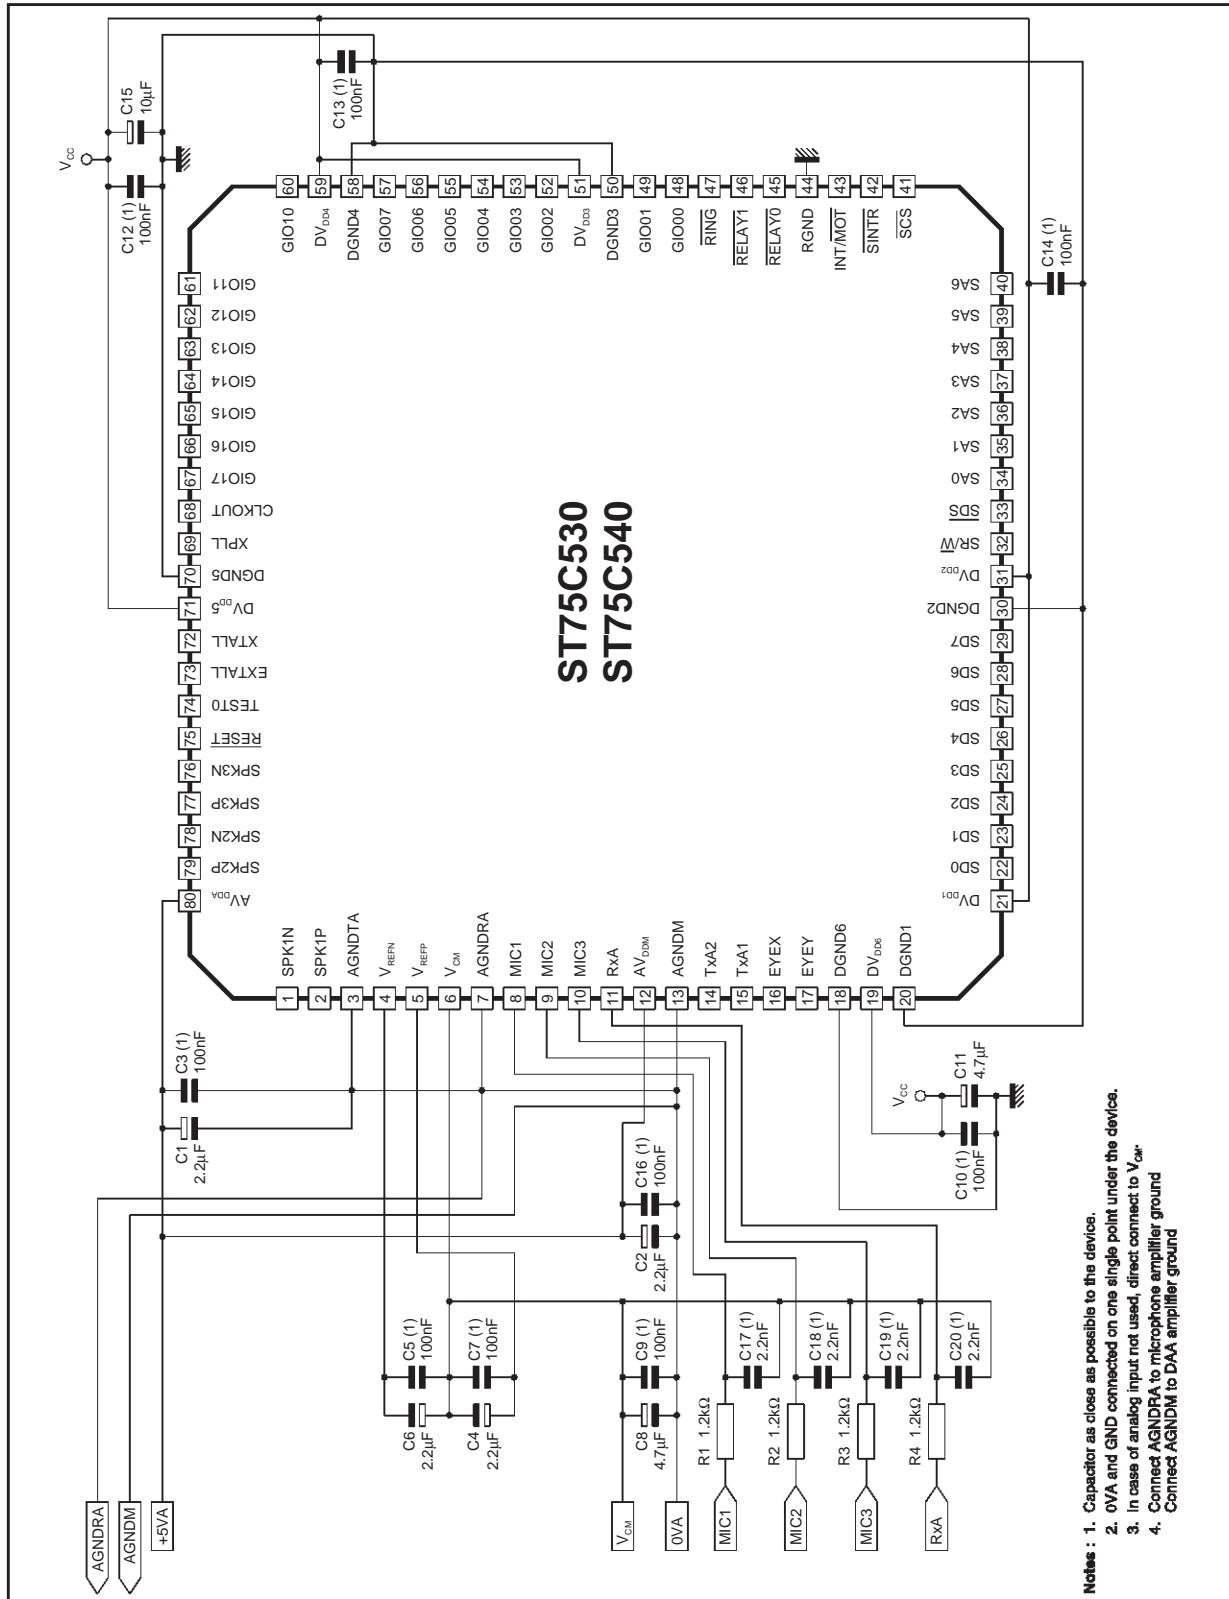 VCC
C12 (1)
100nF
C15
10µF
C13 (1)
100nF
60
59
58
57
56
55
54
53
52
51
50
49
48
47
46
45
44
43
42
41
GIO10
DVDD4
DGND4
GIO07
GIO06
GIO05
GIO04
GIO03
GIO02
DVDD3
DGND3
GIO01
GIO00
RING
RELAY1
RELAY0
RGND
INT/MOT
SINTR
SCS
61 GIO11
62 GIO12
63 GIO13
64 GIO14
65 GIO15
66 GIO16
67 GIO17
68 CLKOUT
69 XPLL
70 DGND5
71 DVDD5
72 XTALL
73 EXTALL
74 TEST0
75 RESET
76 SPK3N
77 SPK3P
78 SPK2N
79 SPK2P
80 AVDDA
ST75C530
ST75C540
40 SA6
39 SA5
38 SA4
37 SA3
36 SA2
35 SA1
34 SA0
33 SDS
32 SR/W
31 DVDD2
30 DGND2
29 SD7
28 SD6
27 SD5
26 SD4
25 SD3
24 SD2
23 SD1
22 SD0
21 DVDD1
C14 (1)
100nF
SPK1N
SPK1P
AGNDTA
VREFN
VREFP
VCM
AGNDRA
MIC1
MIC2
MIC3
RxA
AVDDM
AGNDM
TxA2
TxA1
EYEX
EYEY
DGND6
DVDD6
DGND1
1
2
3
4
5
6
7
8
9
10
11
12
13
14
15
16
17
18
19
20
C3 (1)
100nF
C1
2.2µF
C16 (1)
100nF
C2
2.2µF
VCC
C11
4.7µF
C10 (1)
100nF
C5 (1)
100nF
C7 (1)
100nF
C6
2.2µF
C4
2.2µF
C9 (1)
100nF
C8
4.7µF
C17 (1)
2.2nF
C18 (1)
2.2nF
C19 (1)
2.2nF
C20 (1)
2.2nF
R1 1.2kΩ
R2 1.2kΩ
R3 1.2kΩ
R4 1.2kΩ
AGNDRA
AGNDM
+5VA
VCM
0VA
MIC1
MIC2
MIC3
RxA
Notes : 1. Capacitor as close as possible to the device.
2. 0VA and GND connected on one single point under the device.
3. In case of analog input not used, direct connect to VCM.
4. Connect AGNDRA to microphone amplifier ground
Connect AGNDM to DAA amplifier ground